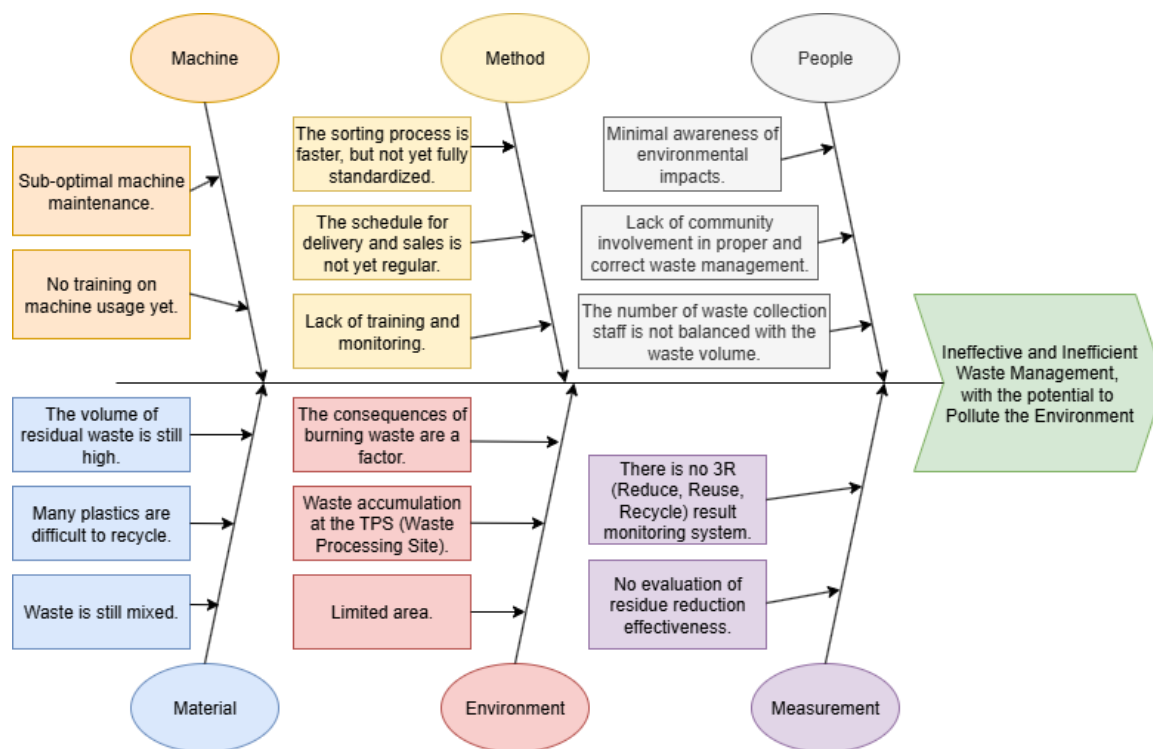 Machine
Method
People
Sub-optimal machine
maintenance.
No training on
machine usage yet.
The sorting process is
faster, but not yet fully
standardized.
The schedule for
delivery and sales is
not yet regular.
Lack of training and
monitoring.
Minimal awareness of
environmental
impacts.
Lack of community
involvement in proper and
correct waste management.
The number of waste collection
staff is not balanced with the
waste volume.
Ineffective and Inefficient
Waste Management,
with the potential to
Pollute the Environment
The volume of
residual waste is still
high.
Many plastics are
difficult to recycle.
Waste is still mixed.
The consequences of
burning waste are a
factor.
Waste accumulation
at the TPS (Waste
Processing Site).
Limited area.
There is no 3R
(Reduce, Reuse,
Recycle) result
monitoring system.
No evaluation of
residue reduction
effectiveness.
Material
Environment
Measurement